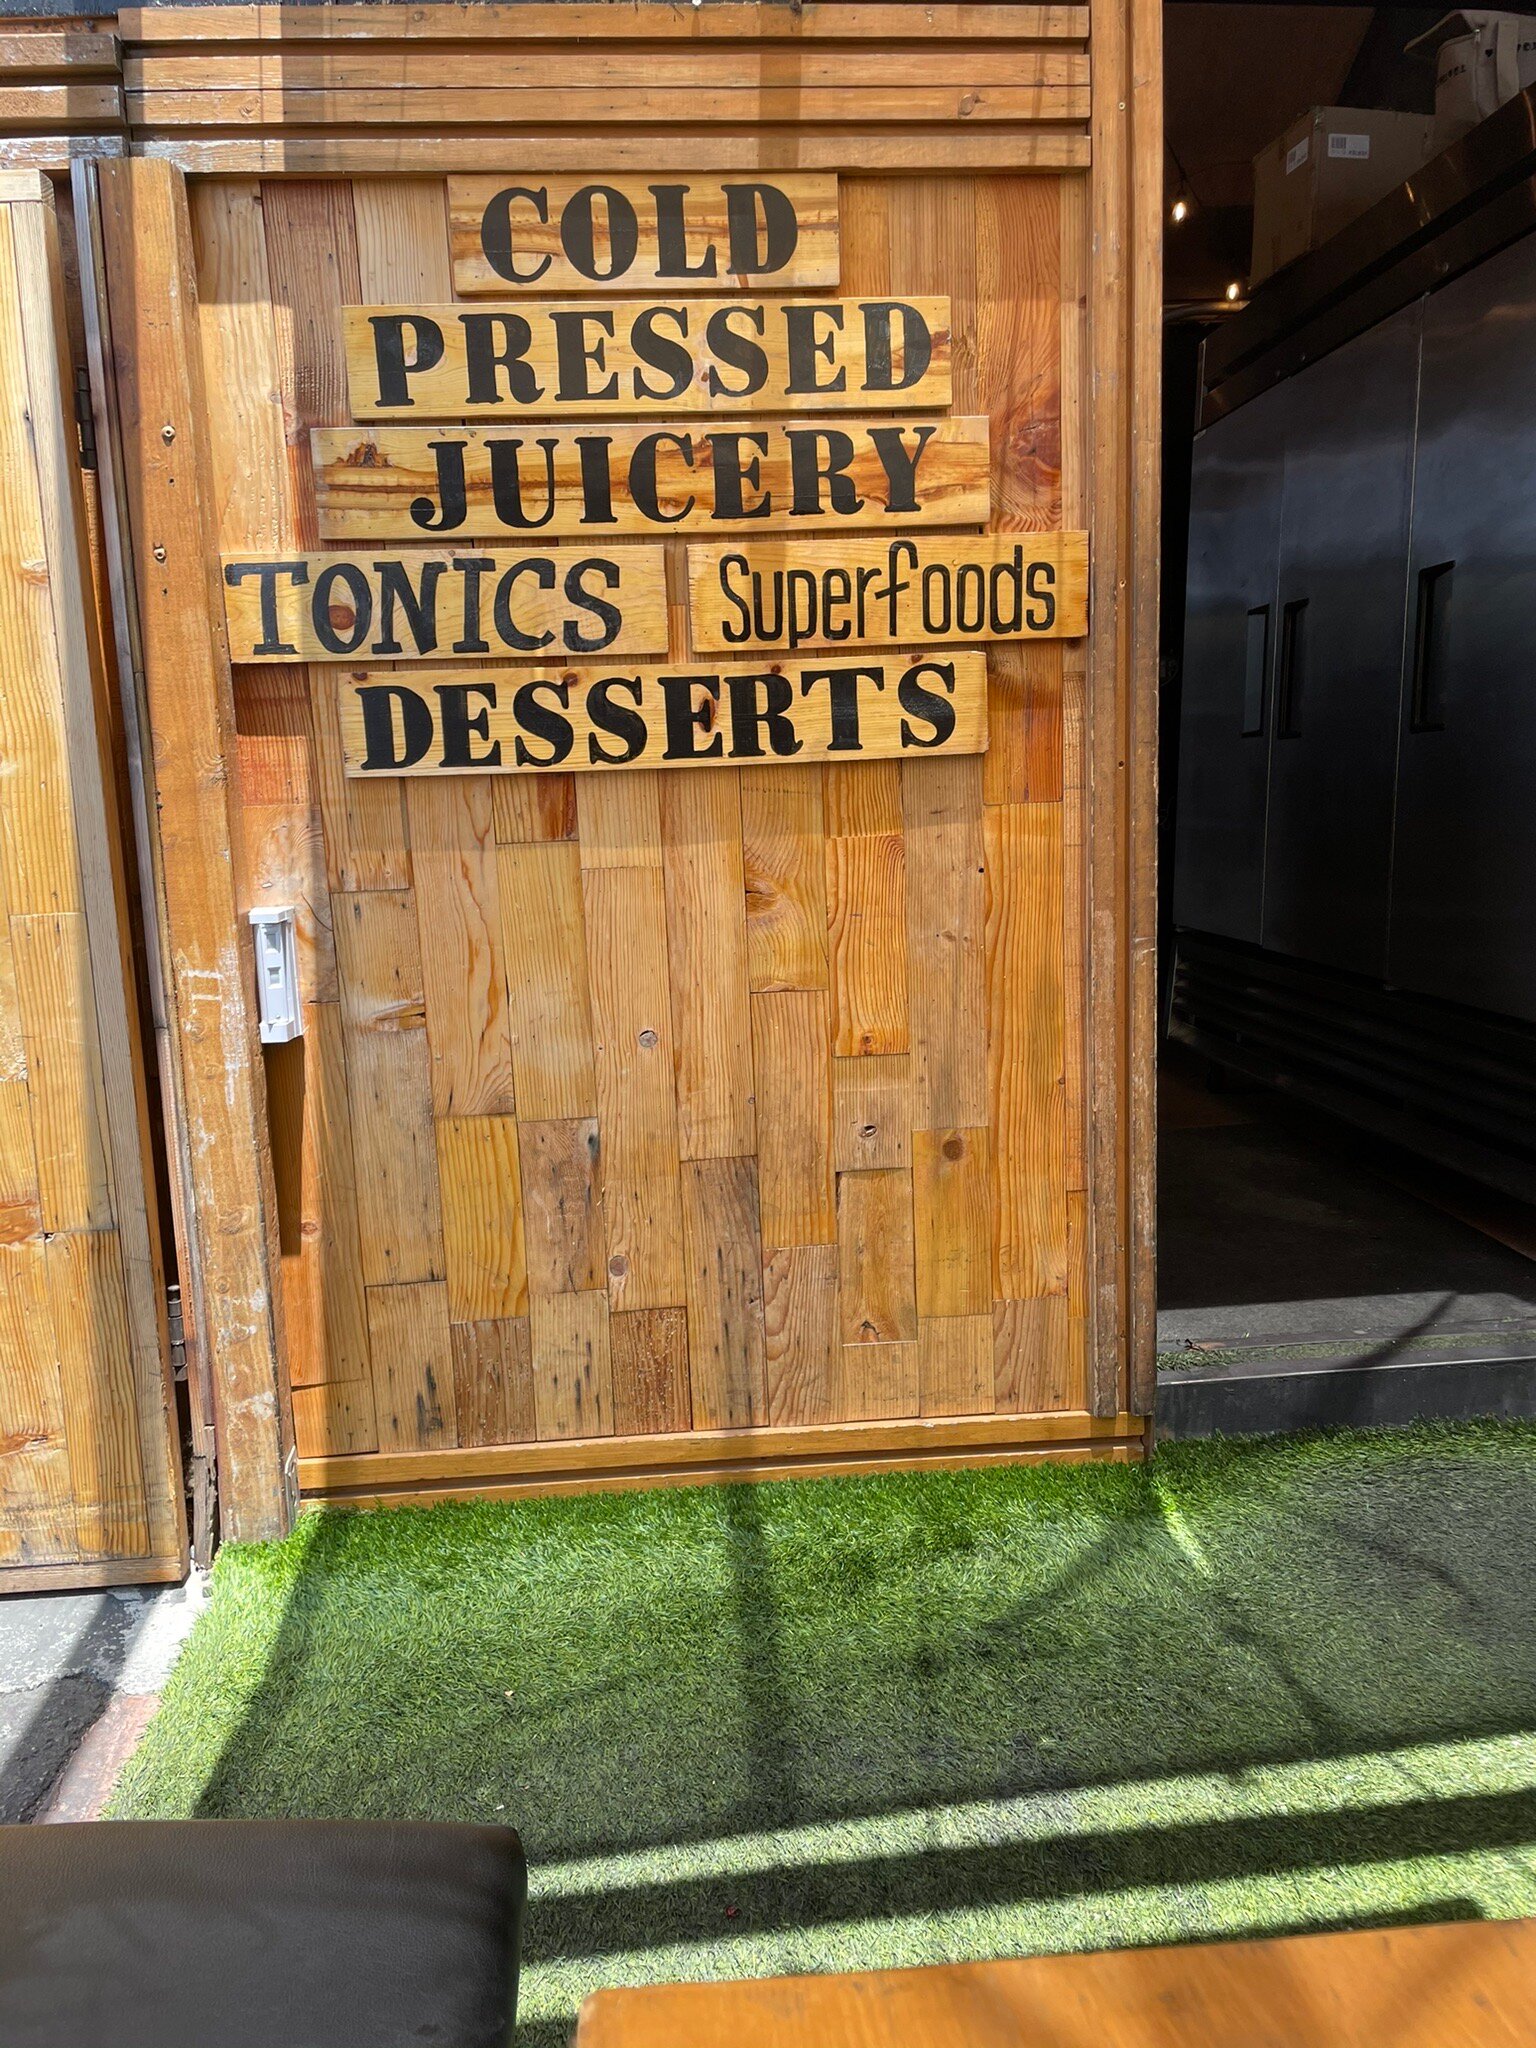 COLD
PRESSED
JUICERY
TONICS Superfoods
DESSERTS